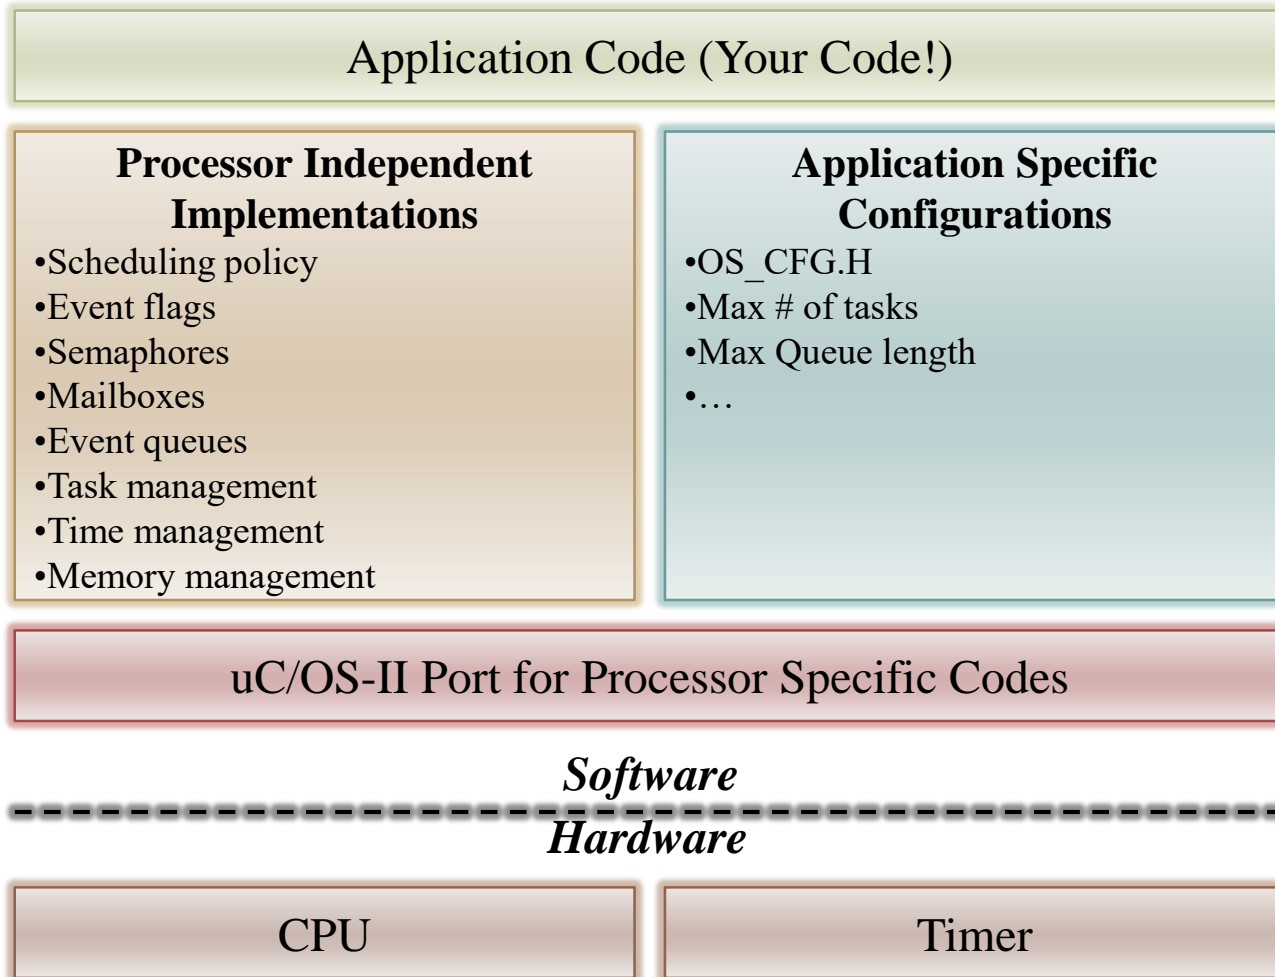 Application Code (Your Code!)
Processor Independent
Implementations
•Scheduling policy
•Event flags
•Semaphores
•Mailboxes
•Event queues
•Task management
•Time management
•Memory management
Application Specific
Configurations
•OS_CFG.H
•Max # of tasks
•Max Queue length
•…
uC/OS-II Port for Processor Specific Codes
Software
Hardware
CPU
Timer